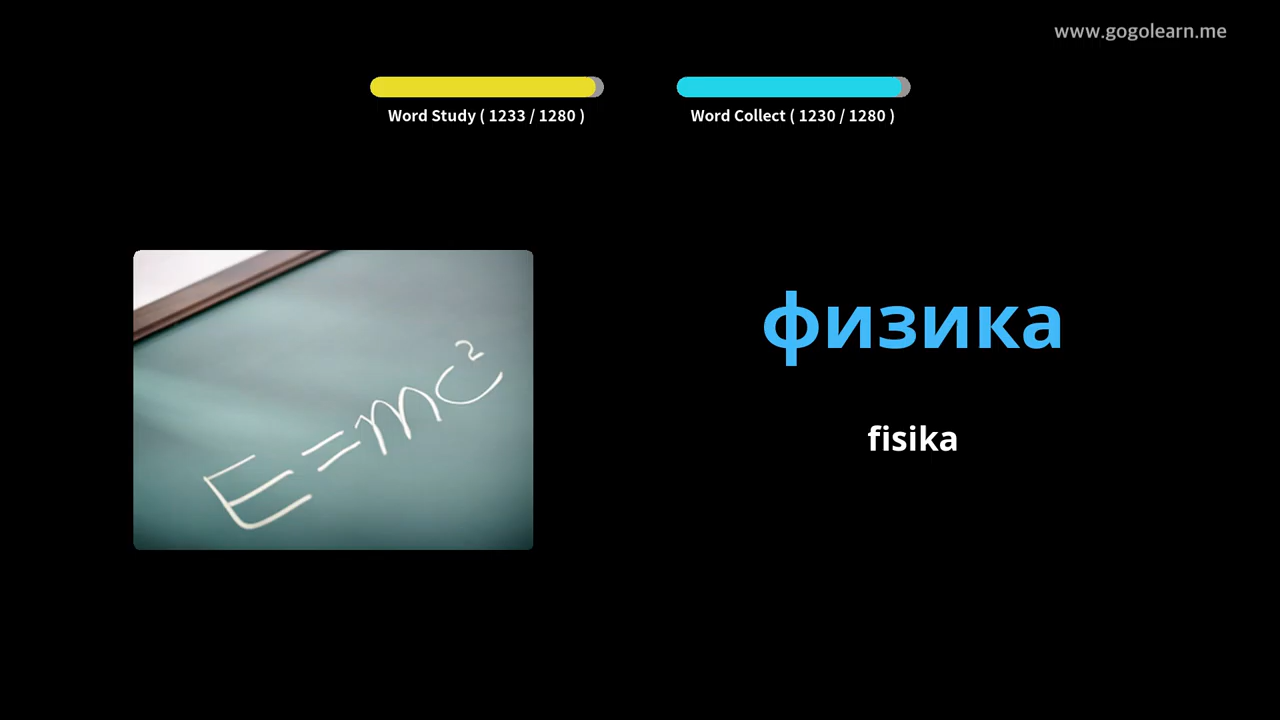 www.gogolearn.me
Word Study ( 1233 / 1280 )
Word Collect ( 1230 / 1280 )
E=mc²
физика
fisika